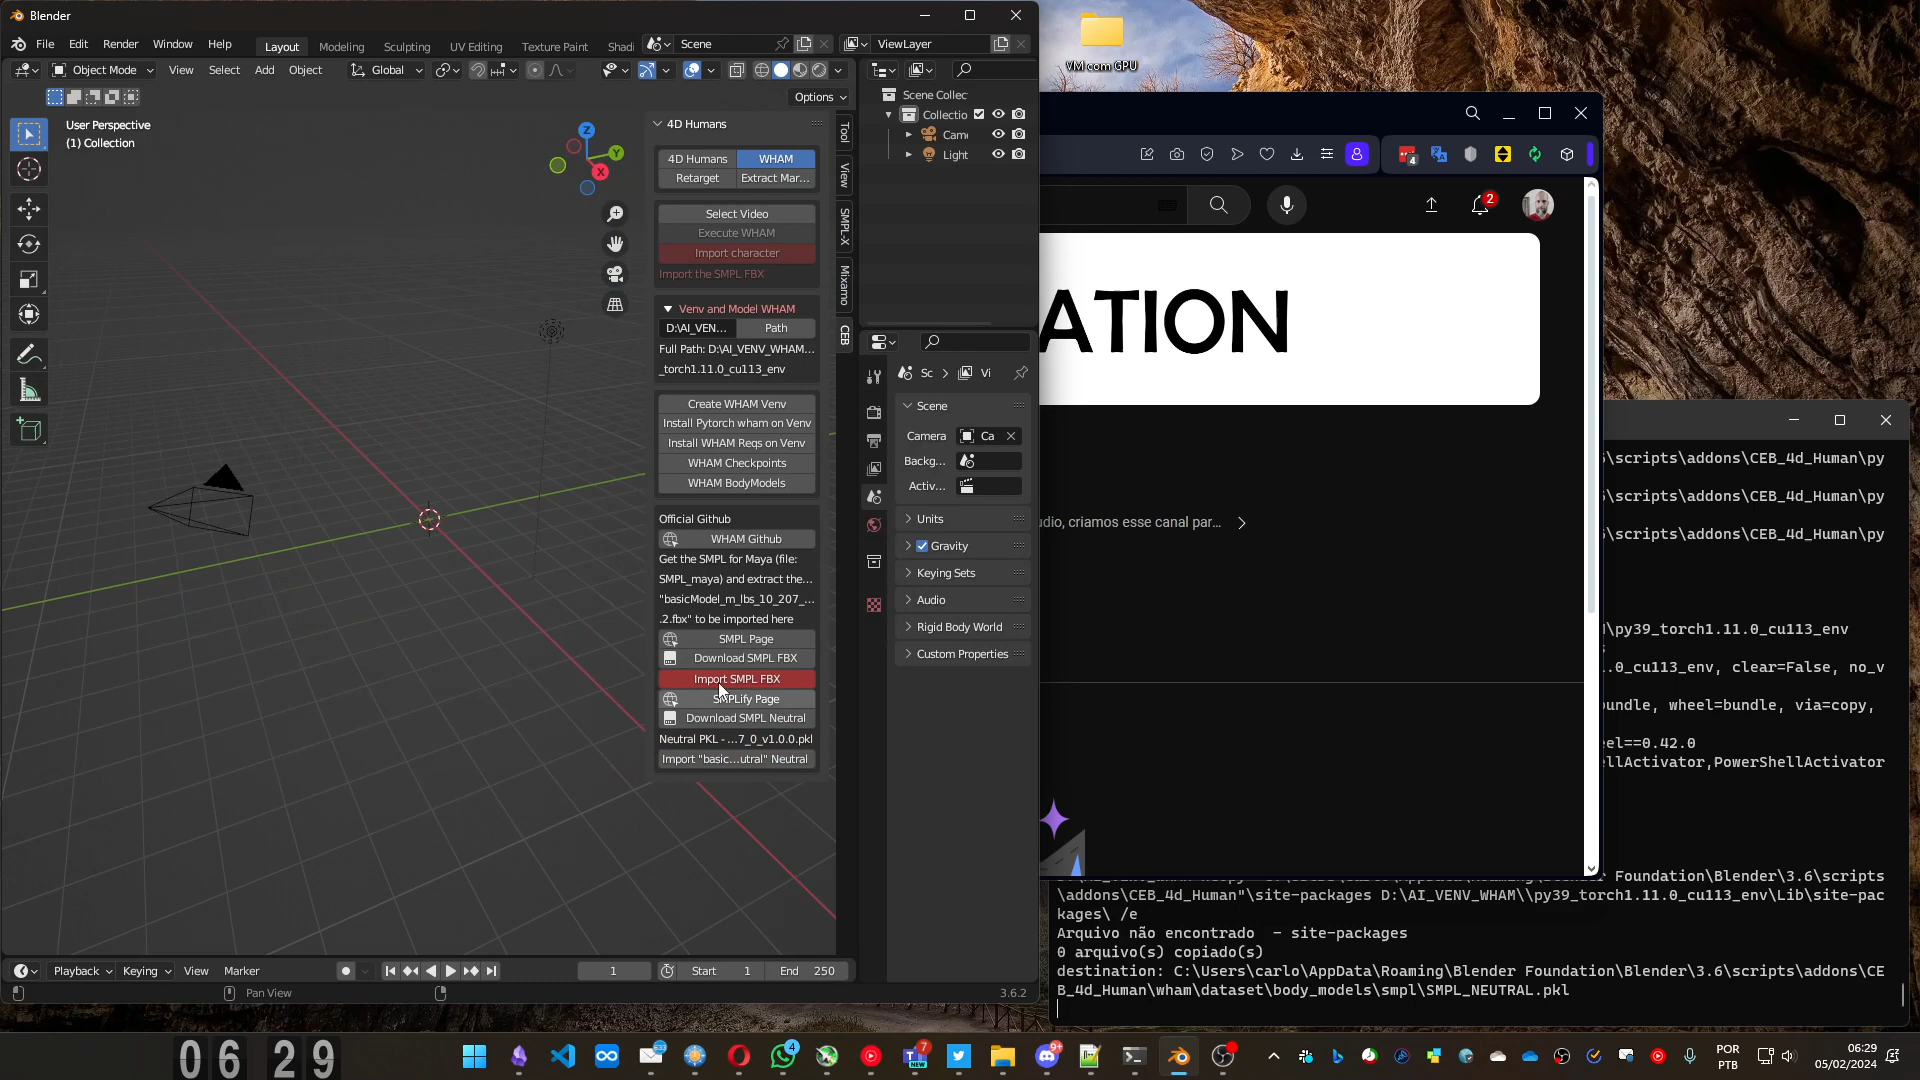 Blender
File Edit Render Window Help
Layout Modeling Sculpting UV Editing Texture Paint Shadi
Scene
ViewLayer
Object Mode View Select Add Object
Global
Options
User Perspective
(1) Collection
Z
Y
X
4D Humans
4D Humans WHAM
Retarget Extract Mar...
Select Video
Execute WHAM
Import character
Import the SMPL FBX
Venv and Model WHAM
D:\AI_VEN... Path
Full Path: D:\AI_VENV_WHAM...
_torch1.11.0_cu113_env
Create WHAM Venv
Install Pytorch wham on Venv
Install WHAM Reqs on Venv
WHAM Checkpoints
WHAM BodyModels
Official Github
WHAM Github
Get the SMPL for Maya (file:
SMPL_maya) and extract the...
"basicModel_m_lbs_10_207_...
.2.fbx" to be imported here
SMPL Page
Download SMPL FBX
Import SMPL FBX
SMPLify Page
Download SMPL Neutral
Neutral PKL - ...7_0_v1.0.0.pkl
Import "basic...utral" Neutral
Tool
View
SMPL-X
Mixamo
CEB
Scene Collec
Collectio
Came
Light
Sc Vi
Scene
Camera Ca
Backg...
Activ...
Units
Gravity
Keying Sets
Audio
Rigid Body World
Custom Properties
Playback Keying View Marker
1 Start 1 End 250
Pan View
3.6.2
VM com GPU
4
2
ATION
udio, criamos esse canal par...
\scripts\addons\CEB_4d_Human\py
\scripts\addons\CEB_4d_Human\py
\scripts\addons\CEB_4d_Human\py
\py39_torch1.11.0_cu113_env
.0_cu113_env, clear=False, no_v
undle, wheel=bundle, via=copy,
el==0.42.0
llActivator,PowerShellActivator
Foundation\Blender\3.6\scripts
\addons\CEB_4d_Human"\site-packages D:\AI_VENV_WHAM\\py39_torch1.11.0_cu113_env\Lib\site-pac
kages\ /e
Arquivo não encontrado - site-packages
0 arquivo(s) copiado(s)
destination: C:\Users\carlo\AppData\Roaming\Blender Foundation\Blender\3.6\scripts\addons\CE
B_4d_Human\wham\dataset\body_models\smpl\SMPL_NEUTRAL.pkl
06 29
4
7
NEW
9+
POR
PTB
06:29
05/02/2024